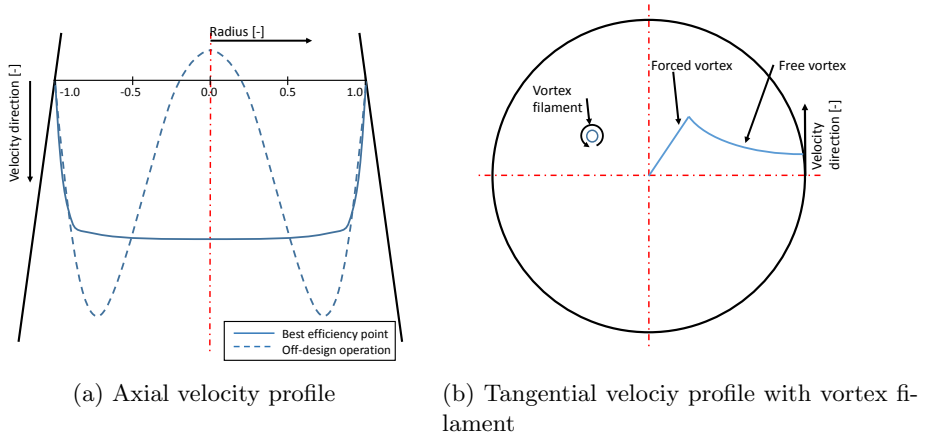 Radius [-]
Velocity direction [-]
-1.0 -0.5 0.0 0.5 1.0
Best efficiency point
Off-design operation
(a) Axial velocity profile
Forced vortex
Free vortex
Vortex
filament
Velocity
direction [-]
(b) Tangential velociy profile with vortex fi-
lament